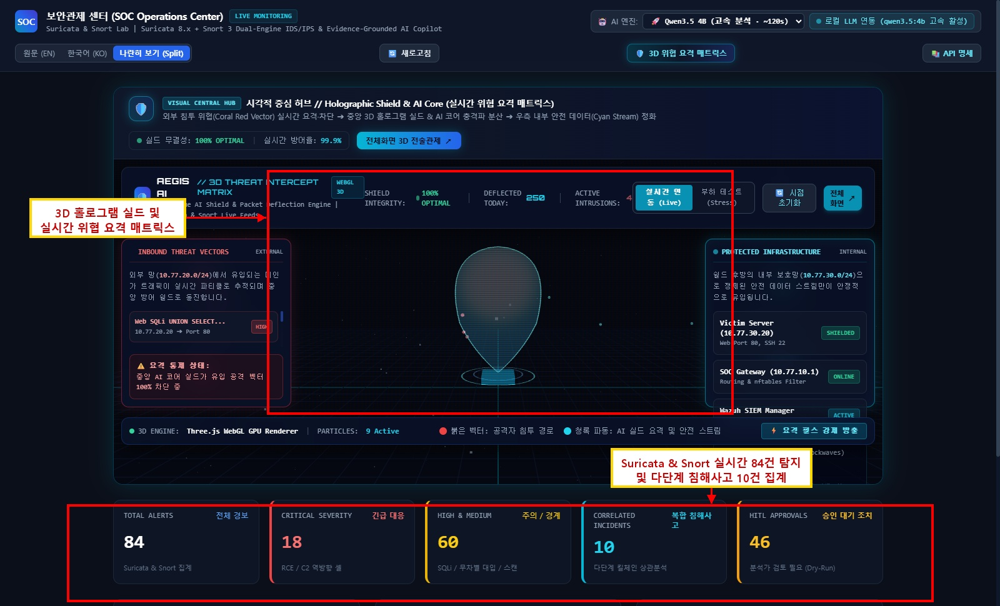 SOC
보안관제 센터 (SOC Operations Center)
LIVE MONITORING
Suricata & Snort Lab | Suricata 8.x + Snort 3 Dual-Engine IDS/IPS & Evidence-Grounded AI Copilot
AI 엔진:
Qwen3.5 4B (고속 분석 · ~120s)
로컬 LLM 연동 (qwen3.5:4b 고속 활성)
원문 (EN)
한국어 (KO)
나란히 보기 (Split)
새로고침
3D 위협 요격 매트릭스
API 명세
VISUAL CENTRAL HUB
시각적 중심 허브 // Holographic Shield & AI Core (실시간 위협 요격 매트릭스)
외부 침투 위협(Coral Red Vector) 실시간 요격·차단 → 중앙 3D 홀로그램 실드 & AI 코어 충격파 분산 → 우측 내부 안전 데이터(Cyan Stream) 정화
실드 무결성: 100% OPTIMAL
실시간 방어율: 99.9%
전체화면 3D 전술관제 ↗
AEGIS
AI
// 3D THREAT INTERCEPT
MATRIX
WEBGL
3D
AI Shield & Packet Deflection Engine |
& Snort Live Feeds
SHIELD
INTEGRITY:
100%
OPTIMAL
DEFLECTED
TODAY:
250
ACTIVE
INTRUSIONS:
4
실시간 연
동 (Live)
부하 테스트
(Stress)
시점
초기화
전체
화면 ↗
3D 홀로그램 실드 및
실시간 위협 요격 매트릭스
INBOUND THREAT VECTORS
EXTERNAL
외부 망(10.77.20.0/24)에서 유입되는 미인
가 트래픽이 실시간 파티클로 추적되며 중
앙 방어 쉴드로 돌진합니다.
Web SQLi UNION SELECT...
10.77.20.20 → Port 80
HIGH
요격 통제 상태:
중앙 AI 코어 실드가 유입 공격 벡터
100% 차단 중
PROTECTED INFRASTRUCTURE
INTERNAL
쉴드 후방의 내부 보호망(10.77.30.0/24)으
로 정제된 안전 데이터 스트림만이 안정적
으로 유입됩니다.
Victim Server
(10.77.30.20)
Web Port 80, SSH 22
SHIELDED
SOC Gateway (10.77.10.1)
Routing & nftables Filter
ONLINE
Wazuh SIEM Manager
ACTIVE
3D ENGINE: Three.js WebGL GPU Renderer
PARTICLES: 9 Active
붉은 벡터: 공격자 침투 경로
청록 파동: AI 실드 요격 및 안전 스트림
요격 펄스 강제 방출
ockwaves)
Suricata & Snort 실시간 84건 탐지
및 다단계 침해사고 10건 집계
TOTAL ALERTS
전체 경보
84
Suricata & Snort 집계
CRITICAL SEVERITY
긴급 대응
18
RCE / C2 역방향 셸
HIGH & MEDIUM
주의 / 경계
60
SQLi / 무차별 대입 / 스캔
CORRELATED
INCIDENTS
복합 침해사
고
10
다단계 킬체인 상관분석
HITL APPROVALS
승인 대기 조치
46
분석가 검토 필요 (Dry-Run)